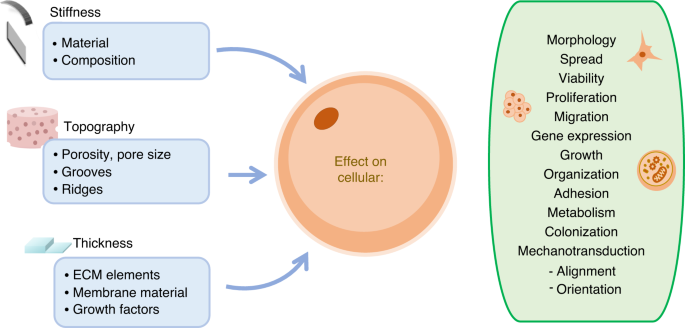 Stiffness
• Material
• Composition
Topography
• Porosity, pore size
• Grooves
• Ridges
Thickness
• ECM elements
• Membrane material
• Growth factors
Effect on
cellular:
Morphology
Spread
Viability
Proliferation
Migration
Gene expression
Growth
Organization
Adhesion
Metabolism
Colonization
Mechanotransduction
- Alignment
- Orientation